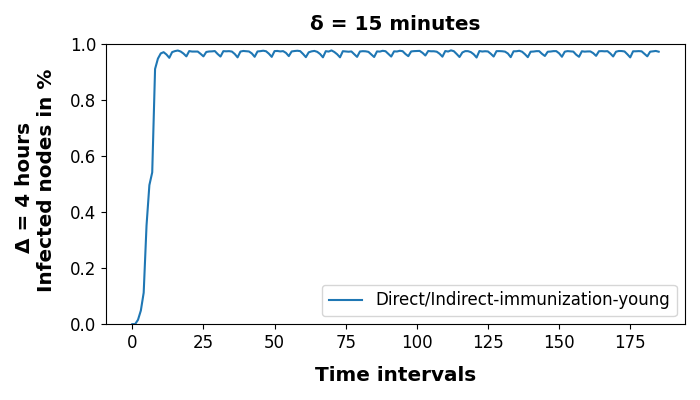 δ = 15 minutes
Δ = 4 hours
Infected nodes in %
1.0
0.8
0.6
0.4
0.2
0.0
Direct/Indirect-immunization-young
0 25 50 75 100 125 150 175
Time intervals